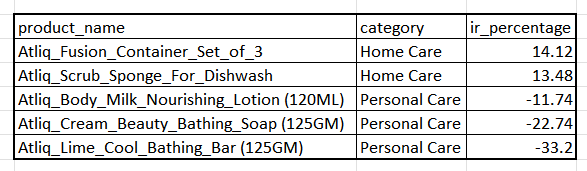 product_name category ir_percentage
Atliq_Fusion_Container_Set_of_3 Home Care 14.12
Atliq_Scrub_Sponge_For_Dishwash Home Care 13.48
Atliq_Body_Milk_Nourishing_Lotion (120ML) Personal Care -11.74
Atliq_Cream_Beauty_Bathing_Soap (125GM) Personal Care -22.74
Atliq_Lime_Cool_Bathing_Bar (125GM) Personal Care -33.2